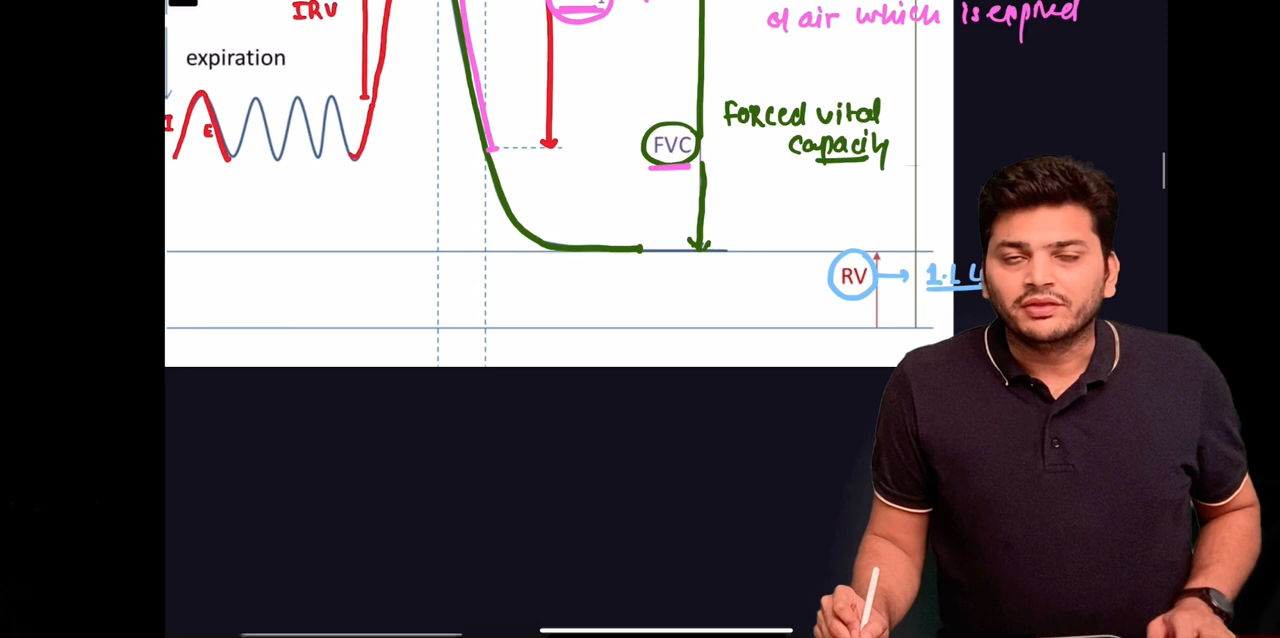 IRV
of air which is expired
expiration
I
E
Forced vital
capacity
FVC
RV